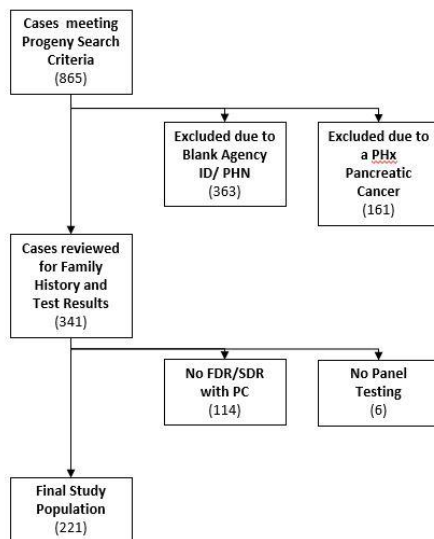 Cases meeting
Progeny Search
Criteria
(865)
Excluded due to
Blank Agency
ID/ PHN
(363)
Excluded due to
a PHx
Pancreatic
Cancer
(161)
Cases reviewed
for Family
History and
Test Results
(341)
No FDR/SDR
with PC
(114)
No Panel
Testing
(6)
Final Study
Population
(221)